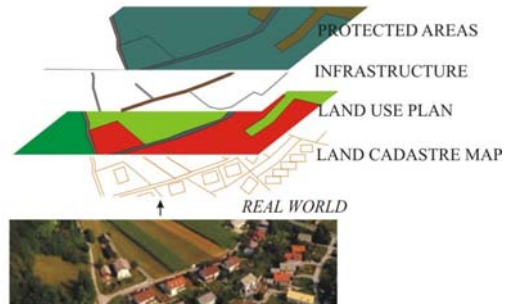 PROTECTED AREAS
INFRASTRUCTURE
LAND USE PLAN
LAND CADASTRE MAP
REAL WORLD